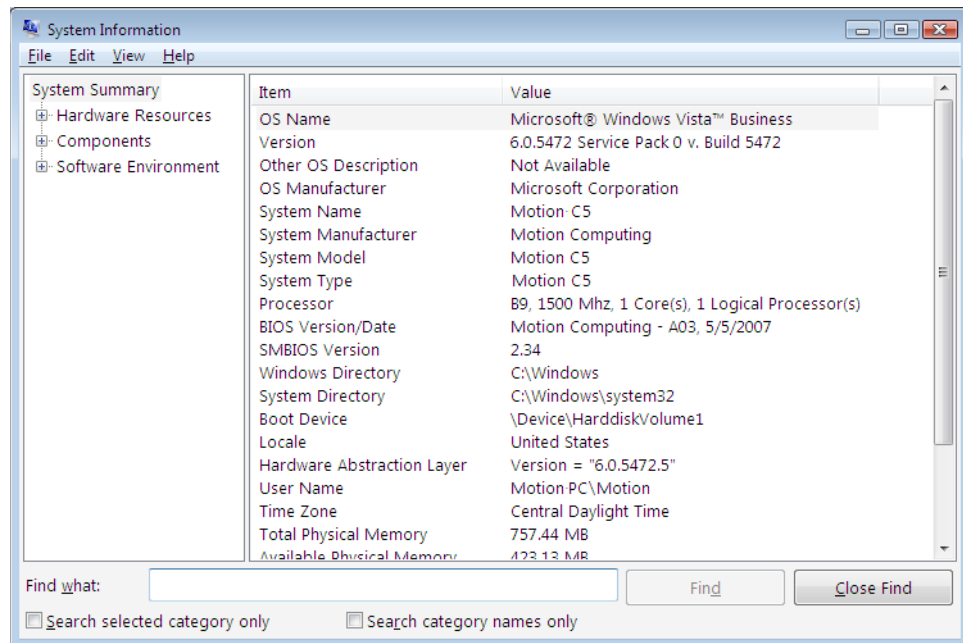 System Information
File Edit View Help
System Summary
Hardware Resources
Components
Software Environment
Item Value
OS Name Microsoft® Windows Vista™ Business
Version 6.0.5472 Service Pack 0 v. Build 5472
Other OS Description Not Available
OS Manufacturer Microsoft Corporation
System Name Motion-C5
System Manufacturer Motion Computing
System Model Motion C5
System Type Motion C5
Processor B9, 1500 Mhz, 1 Core(s), 1 Logical Processor(s)
BIOS Version/Date Motion Computing - A03, 5/5/2007
SMBIOS Version 2.34
Windows Directory C:\Windows
System Directory C:\Windows\system32
Boot Device \Device\HarddiskVolume1
Locale United States
Hardware Abstraction Layer Version = "6.0.5472.5"
User Name Motion-PC\Motion
Time Zone Central Daylight Time
Total Physical Memory 757.44 MB
Available Physical Memory 423.13 MB
Find what: Find Close Find
Search selected category only Search category names only